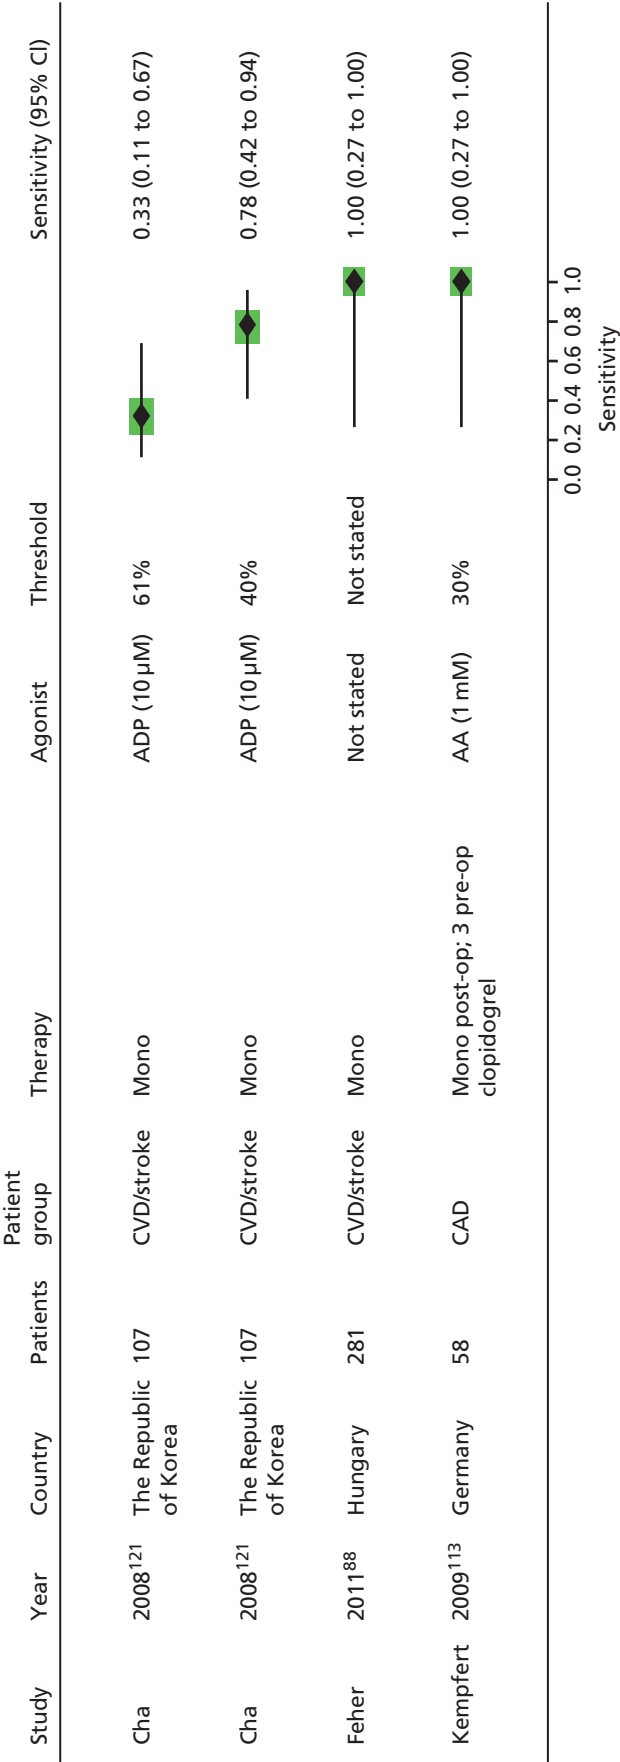 Study Year Country Patients Patient group Therapy Agonist Threshold Sensitivity (95% CI)
Cha 2008121 The Republic of Korea 107 CVD/stroke Mono ADP (10 µM) 61% 0.33 (0.11 to 0.67)
Cha 2008121 The Republic of Korea 107 CVD/stroke Mono ADP (10 µM) 40% 0.78 (0.42 to 0.94)
Feher 201188 Hungary 281 CVD/stroke Mono Not stated Not stated 1.00 (0.27 to 1.00)
Kempfert 2009113 Germany 58 CAD Mono post-op; 3 pre-op clopidogrel AA (1 mM) 30% 1.00 (0.27 to 1.00)
0.0 0.2 0.4 0.6 0.8 1.0
Sensitivity